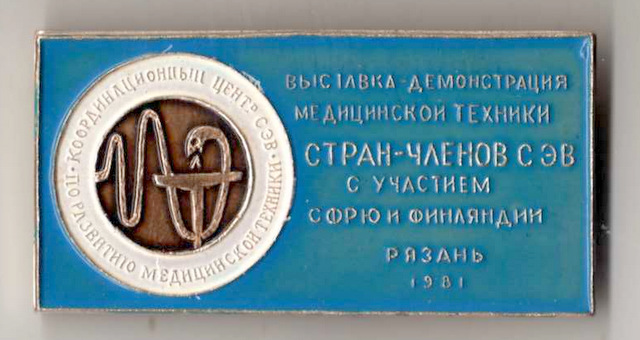 КООРДИНАЦИОННЫЙ ЦЕНТР СЭВ
ПО РАЗВИТИЮ МЕДИЦИНСКОЙ ТЕХНИКИ
ВЫСТАВКА-ДЕМОНСТРАЦИЯ
МЕДИЦИНСКОЙ ТЕХНИКИ
СТРАН-ЧЛЕНОВ СЭВ
С УЧАСТИЕМ
СФРЮ И ФИНЛЯНДИИ
РЯЗАНЬ
1981